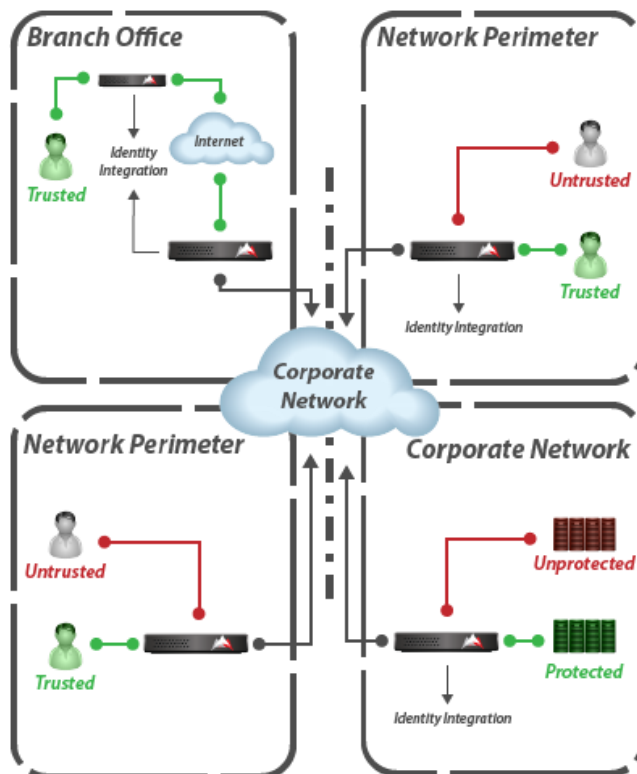 Branch Office
Internet
Identity
Integration
Trusted
Network Perimeter
Untrusted
Trusted
Identity Integration
Corporate
Network
Network Perimeter
Untrusted
Trusted
Corporate Network
Unprotected
Protected
Identity Integration